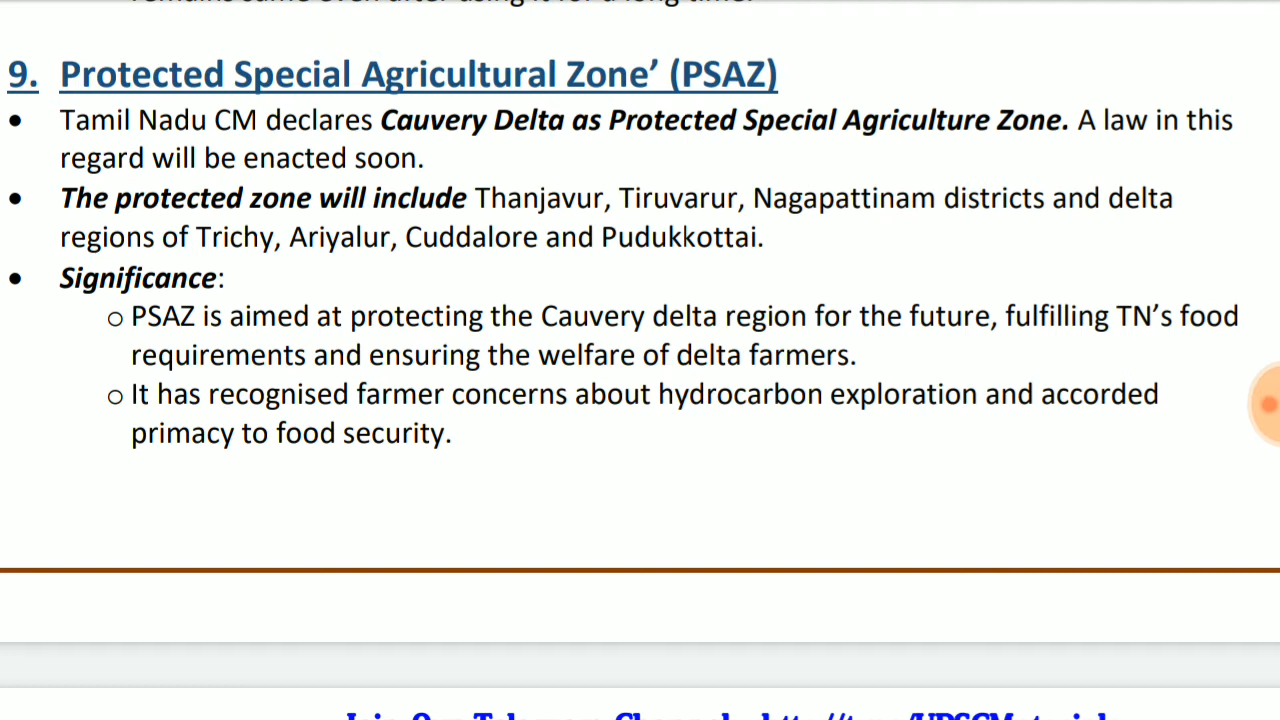 9. Protected Special Agricultural Zone’ (PSAZ)
• Tamil Nadu CM declares Cauvery Delta as Protected Special Agriculture Zone. A law in this
regard will be enacted soon.
• The protected zone will include Thanjavur, Tiruvarur, Nagapattinam districts and delta
regions of Trichy, Ariyalur, Cuddalore and Pudukkottai.
• Significance:
o PSAZ is aimed at protecting the Cauvery delta region for the future, fulfilling TN’s food
requirements and ensuring the welfare of delta farmers.
o It has recognised farmer concerns about hydrocarbon exploration and accorded
primacy to food security.